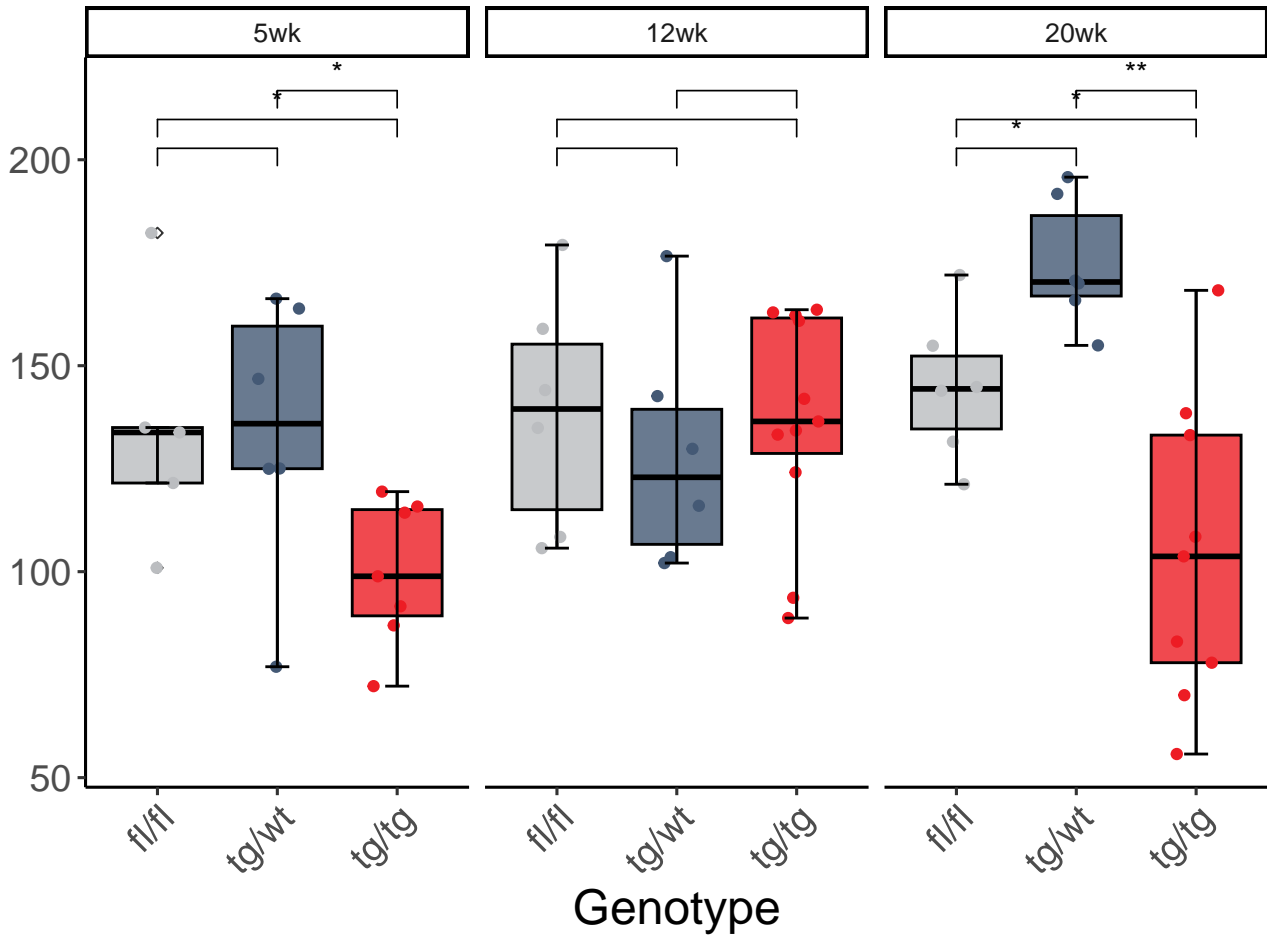 5wk 12wk 20wk
* **
* *
*
200
150
100
50
fl/fl tg/wt tg/tg fl/fl tg/wt tg/tg fl/fl tg/wt tg/tg
Genotype